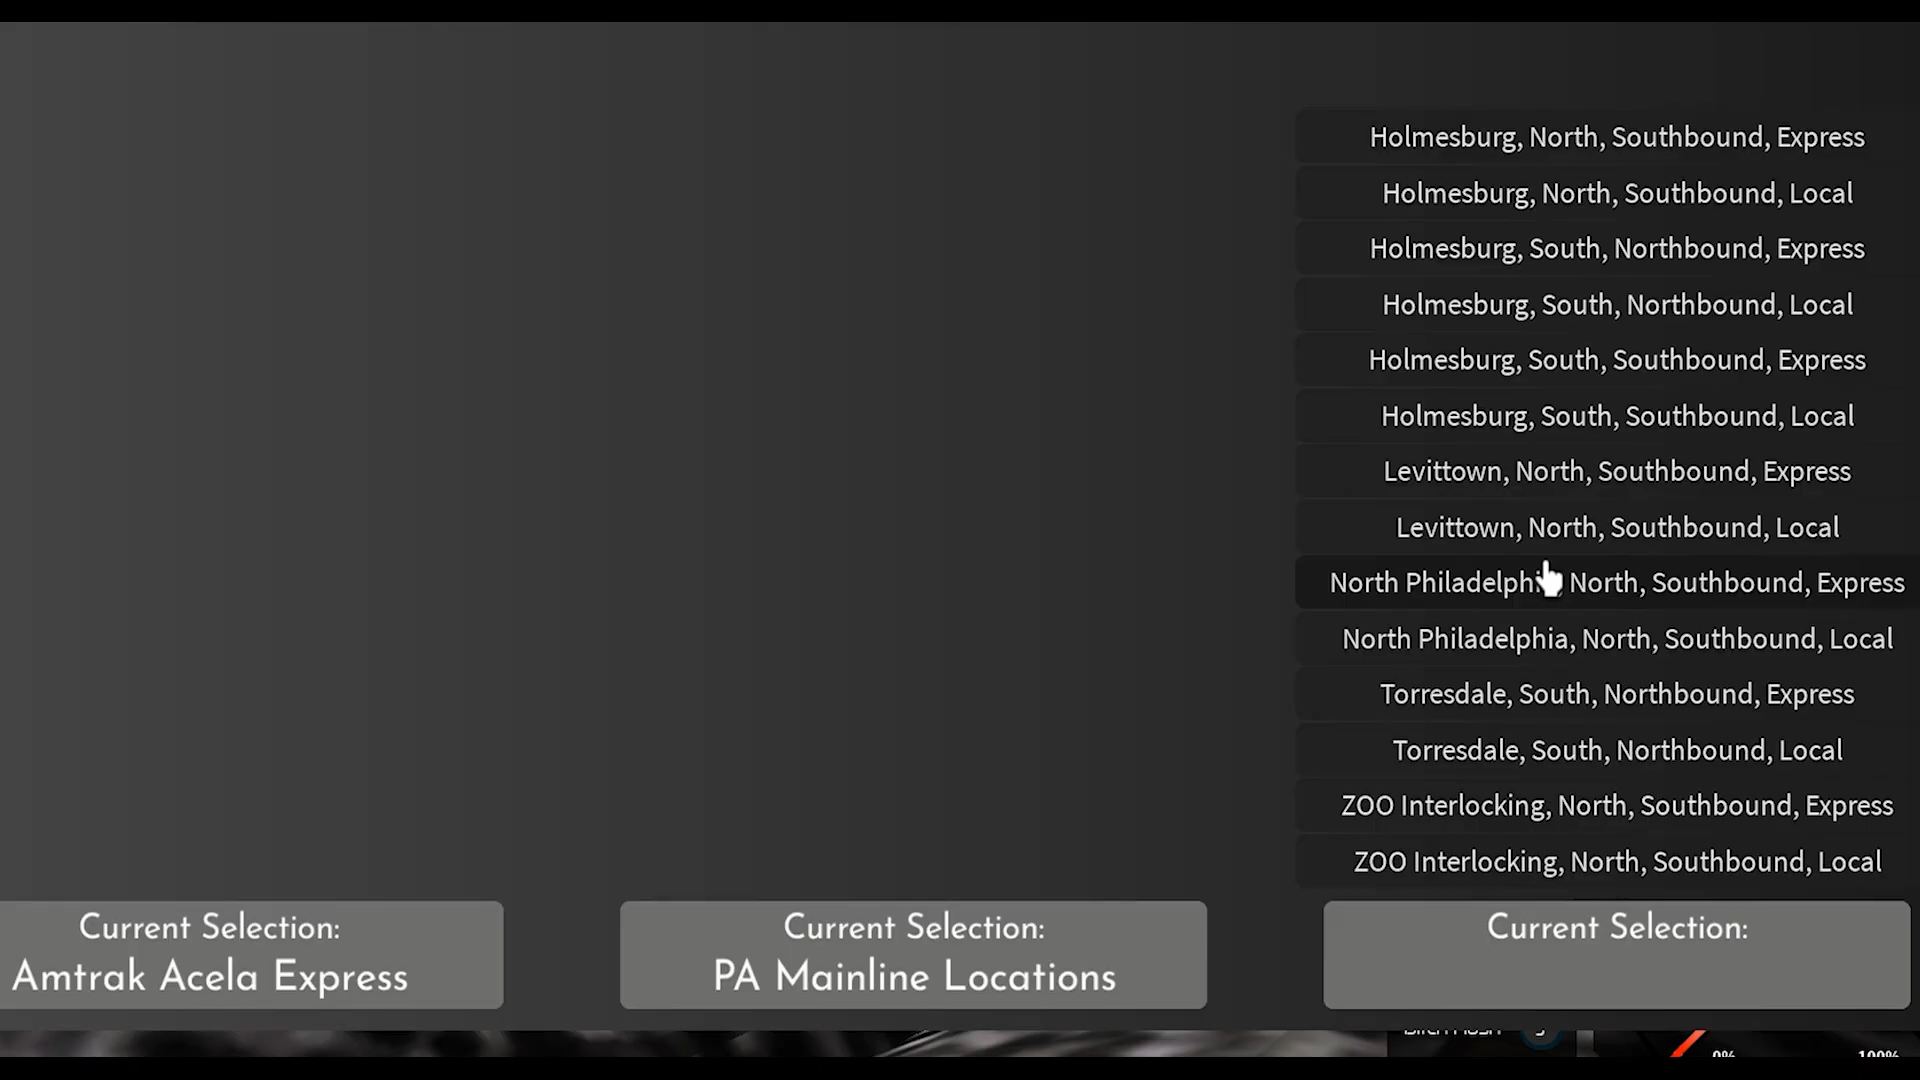 Holmesburg, North, Southbound, Express
Holmesburg, North, Southbound, Local
Holmesburg, South, Northbound, Express
Holmesburg, South, Northbound, Local
Holmesburg, South, Southbound, Express
Holmesburg, South, Southbound, Local
Levittown, North, Southbound, Express
Levittown, North, Southbound, Local
North North, Southbound, Express
North Philadelphia, North, Southbound, Local
Torresdale, South, Northbound, Express
Torresdale, South, Northbound, Local
ZOO Interlocking, North, Southbound, Express
ZOO Interlocking, North, Southbound, Local
Current Selection:
Amtrak Acela Express
Current Selection:
PA Mainline Locations
Current Selection:
0%
100%